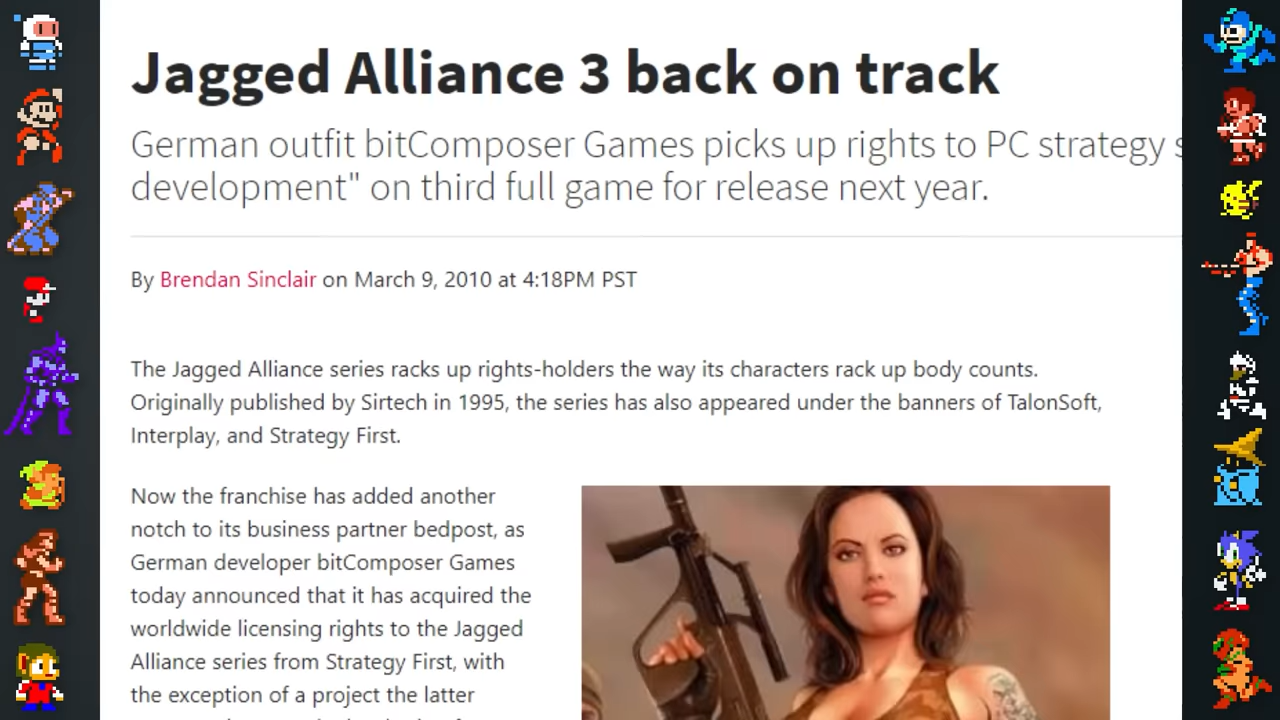 Jagged Alliance 3 back on track
German outfit bitComposer Games picks up rights to PC strategy
development" on third full game for release next year.
By Brendan Sinclair on March 9, 2010 at 4:18PM PST
The Jagged Alliance series racks up rights-holders the way its characters rack up body counts.
Originally published by Sirtech in 1995, the series has also appeared under the banners of TalonSoft,
Interplay, and Strategy First.
Now the franchise has added another
notch to its business partner bedpost, as
German developer bitComposer Games
today announced that it has acquired the
worldwide licensing rights to the Jagged
Alliance series from Strategy First, with
the exception of a project the latter